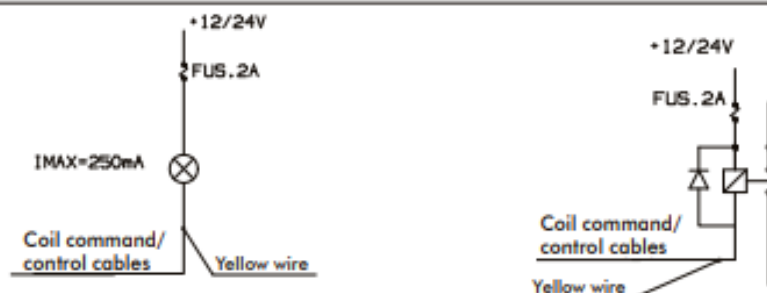 +12/24V
FUS.2A
IMAX=250mA
Coil command/
control cables
Yellow wire
+12/24V
FUS.2A
Coil command/
control cables
Yellow wire